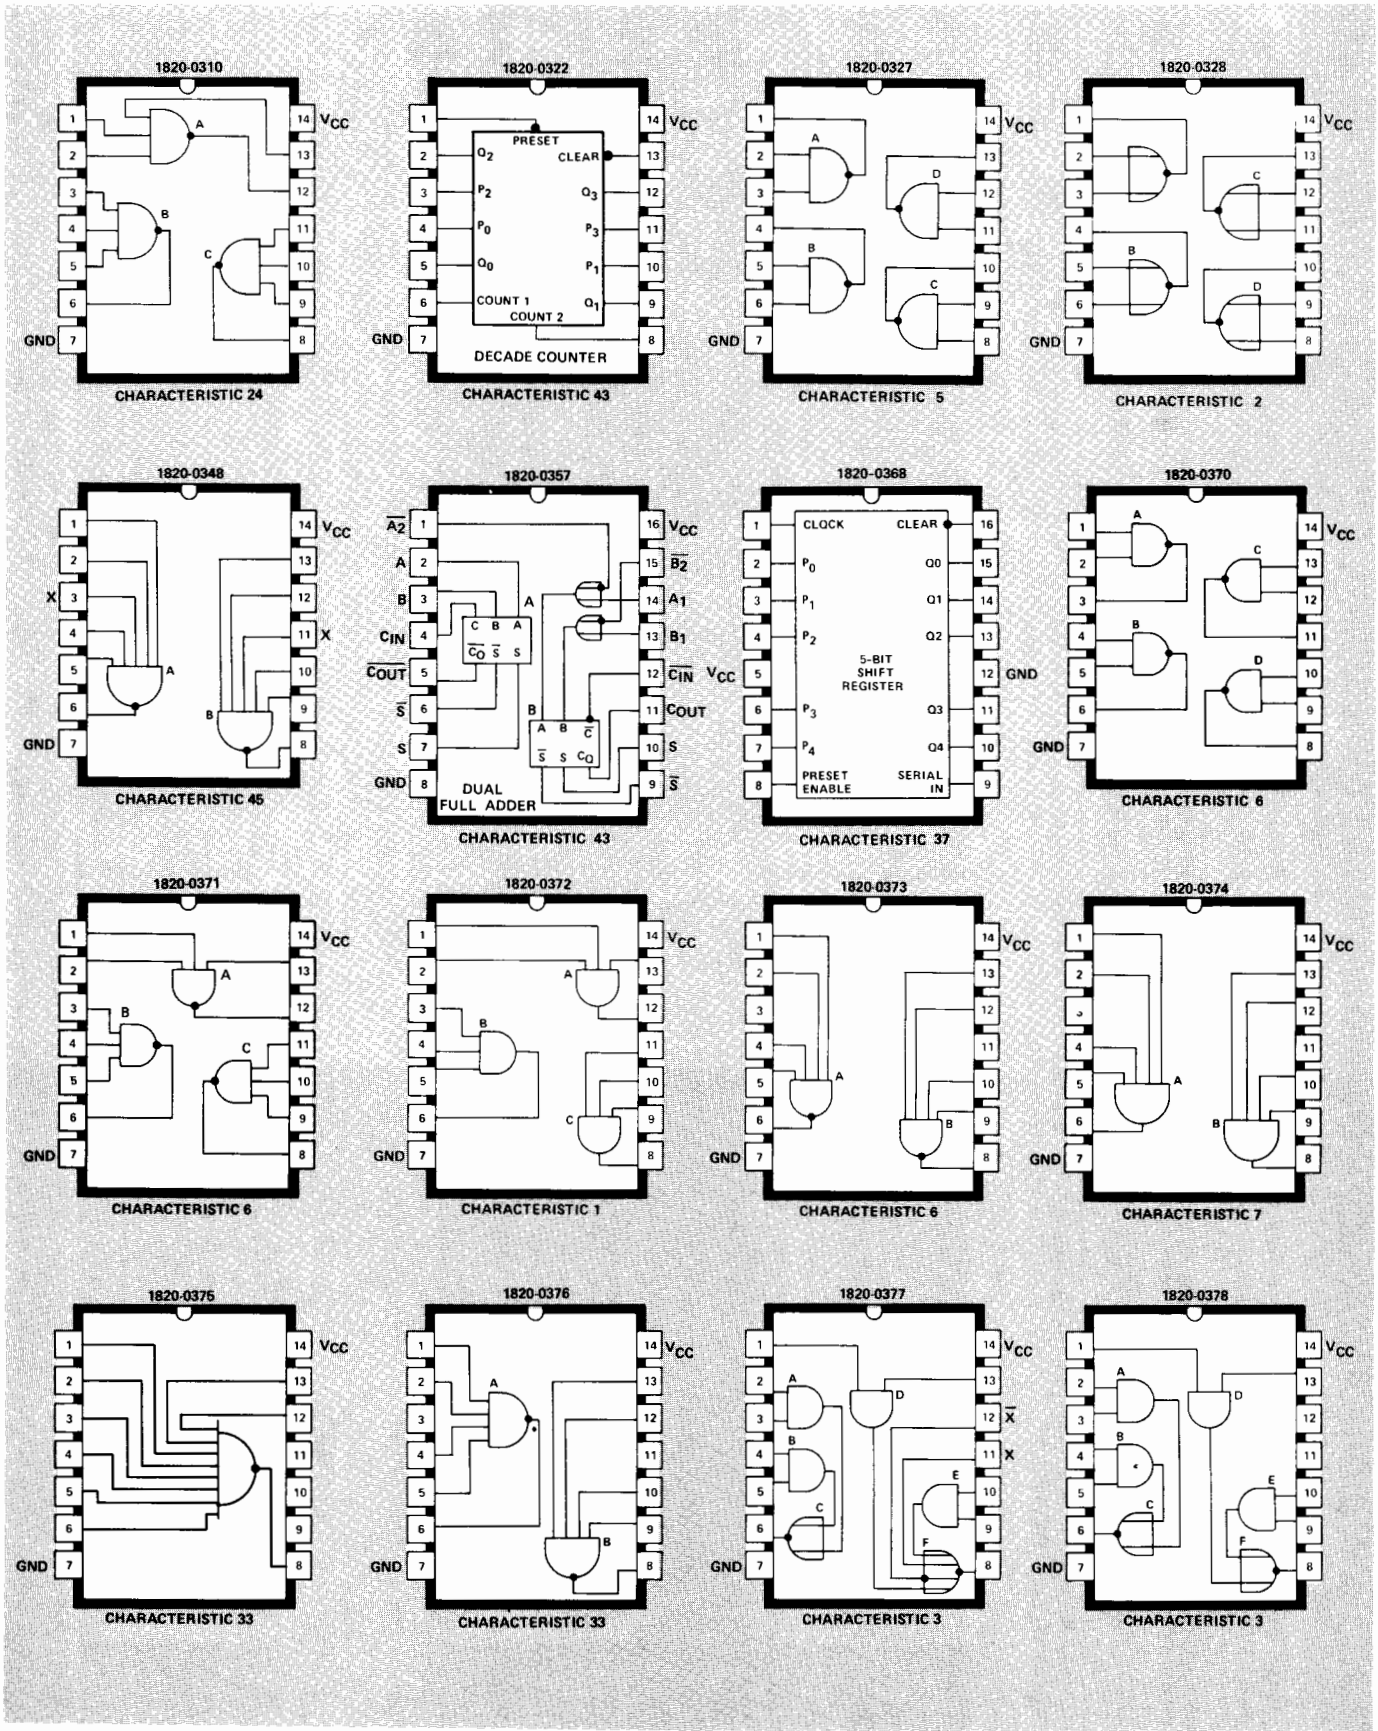 1820-0310
1 14 VCC
A
2 13
3 12
B
4 11
C
5 10
6 9
GND 7 8
CHARACTERISTIC 24
1820-0322
1 14 VCC
PRESET
2 Q2 CLEAR 13
3 P2 Q3 12
4 P0 P3 11
5 Q0 P1 10
6 COUNT 1 Q1 9
COUNT 2
GND 7 8
DECADE COUNTER
CHARACTERISTIC 43
1820-0327
1 14 VCC
A
2 13
D
3 12
4 11
B
5 10
C
6 9
GND 7 8
CHARACTERISTIC 5
1820-0328
1 14 VCC
2 13
C
3 12
4 11
B
5 10
D
6 9
GND 7 8
CHARACTERISTIC 2
1820-0348
1 14 VCC
2 13
X 3 12
4 11 X
5 A 10
6 B 9
GND 7 8
CHARACTERISTIC 45
1820-0357
A̅2̅ 1 16 VCC
A 2 15 B̅2̅
B 3 A 14 A1
C B A
CIN 4 13 B1
C̅O̅ S̅ S
C̅O̅U̅T̅ 5 12 C̅I̅N̅
S̅ 6 B 11 COUT
A B C̅
S 7 10 S
S̅ S CO
GND 8 9 S̅
DUAL
FULL ADDER
CHARACTERISTIC 43
1820-0368
1 CLOCK CLEAR 16
2 P0 Q0 15
3 P1 Q1 14
4 P2 Q2 13
VCC 5 12 GND
5-BIT
SHIFT
REGISTER
6 P3 Q3 11
7 P4 Q4 10
8 PRESET ENABLE SERIAL IN 9
CHARACTERISTIC 37
1820-0370
A
1 14 VCC
C
2 13
3 12
B
4 11
D
5 10
6 9
GND 7 8
CHARACTERISTIC 6
1820-0371
1 14 VCC
2 A 13
3 B 12
4 11
C
5 10
6 9
GND 7 8
CHARACTERISTIC 6
1820-0372
1 14 VCC
2 A 13
3 12
B
4 11
5 10
6 C 9
GND 7 8
CHARACTERISTIC 1
1820-0373
1 14 VCC
2 13
3 12
4 11
5 A 10
6 B 9
GND 7 8
CHARACTERISTIC 6
1820-0374
1 14 VCC
2 13
3 12
4 11
5 A 10
6 B 9
GND 7 8
CHARACTERISTIC 7
1820-0375
1 14 VCC
2 13
3 12
4 11
5 10
6 9
GND 7 8
CHARACTERISTIC 33
1820-0376
1 14 VCC
A
2 13
3 12
4 11
5 10
6 B 9
GND 7 8
CHARACTERISTIC 33
1820-0377
1 14 VCC
A
2 D 13
3 12 X̅
B
4 11 X
E
5 10
C
6 9
F
GND 7 8
CHARACTERISTIC 3
1820-0378
1 14 VCC
A
2 D 13
3 12
B
4 11
E
5 10
C
6 9
F
GND 7 8
CHARACTERISTIC 3